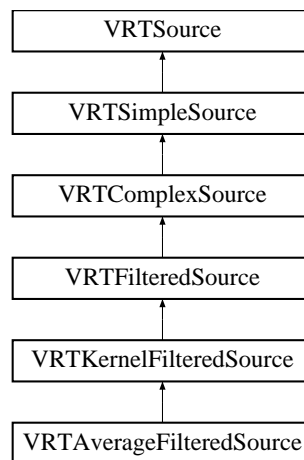 VRTSource
VRTSimpleSource
VRTComplexSource
VRTFilteredSource
VRTKernelFilteredSource
VRTAverageFilteredSource